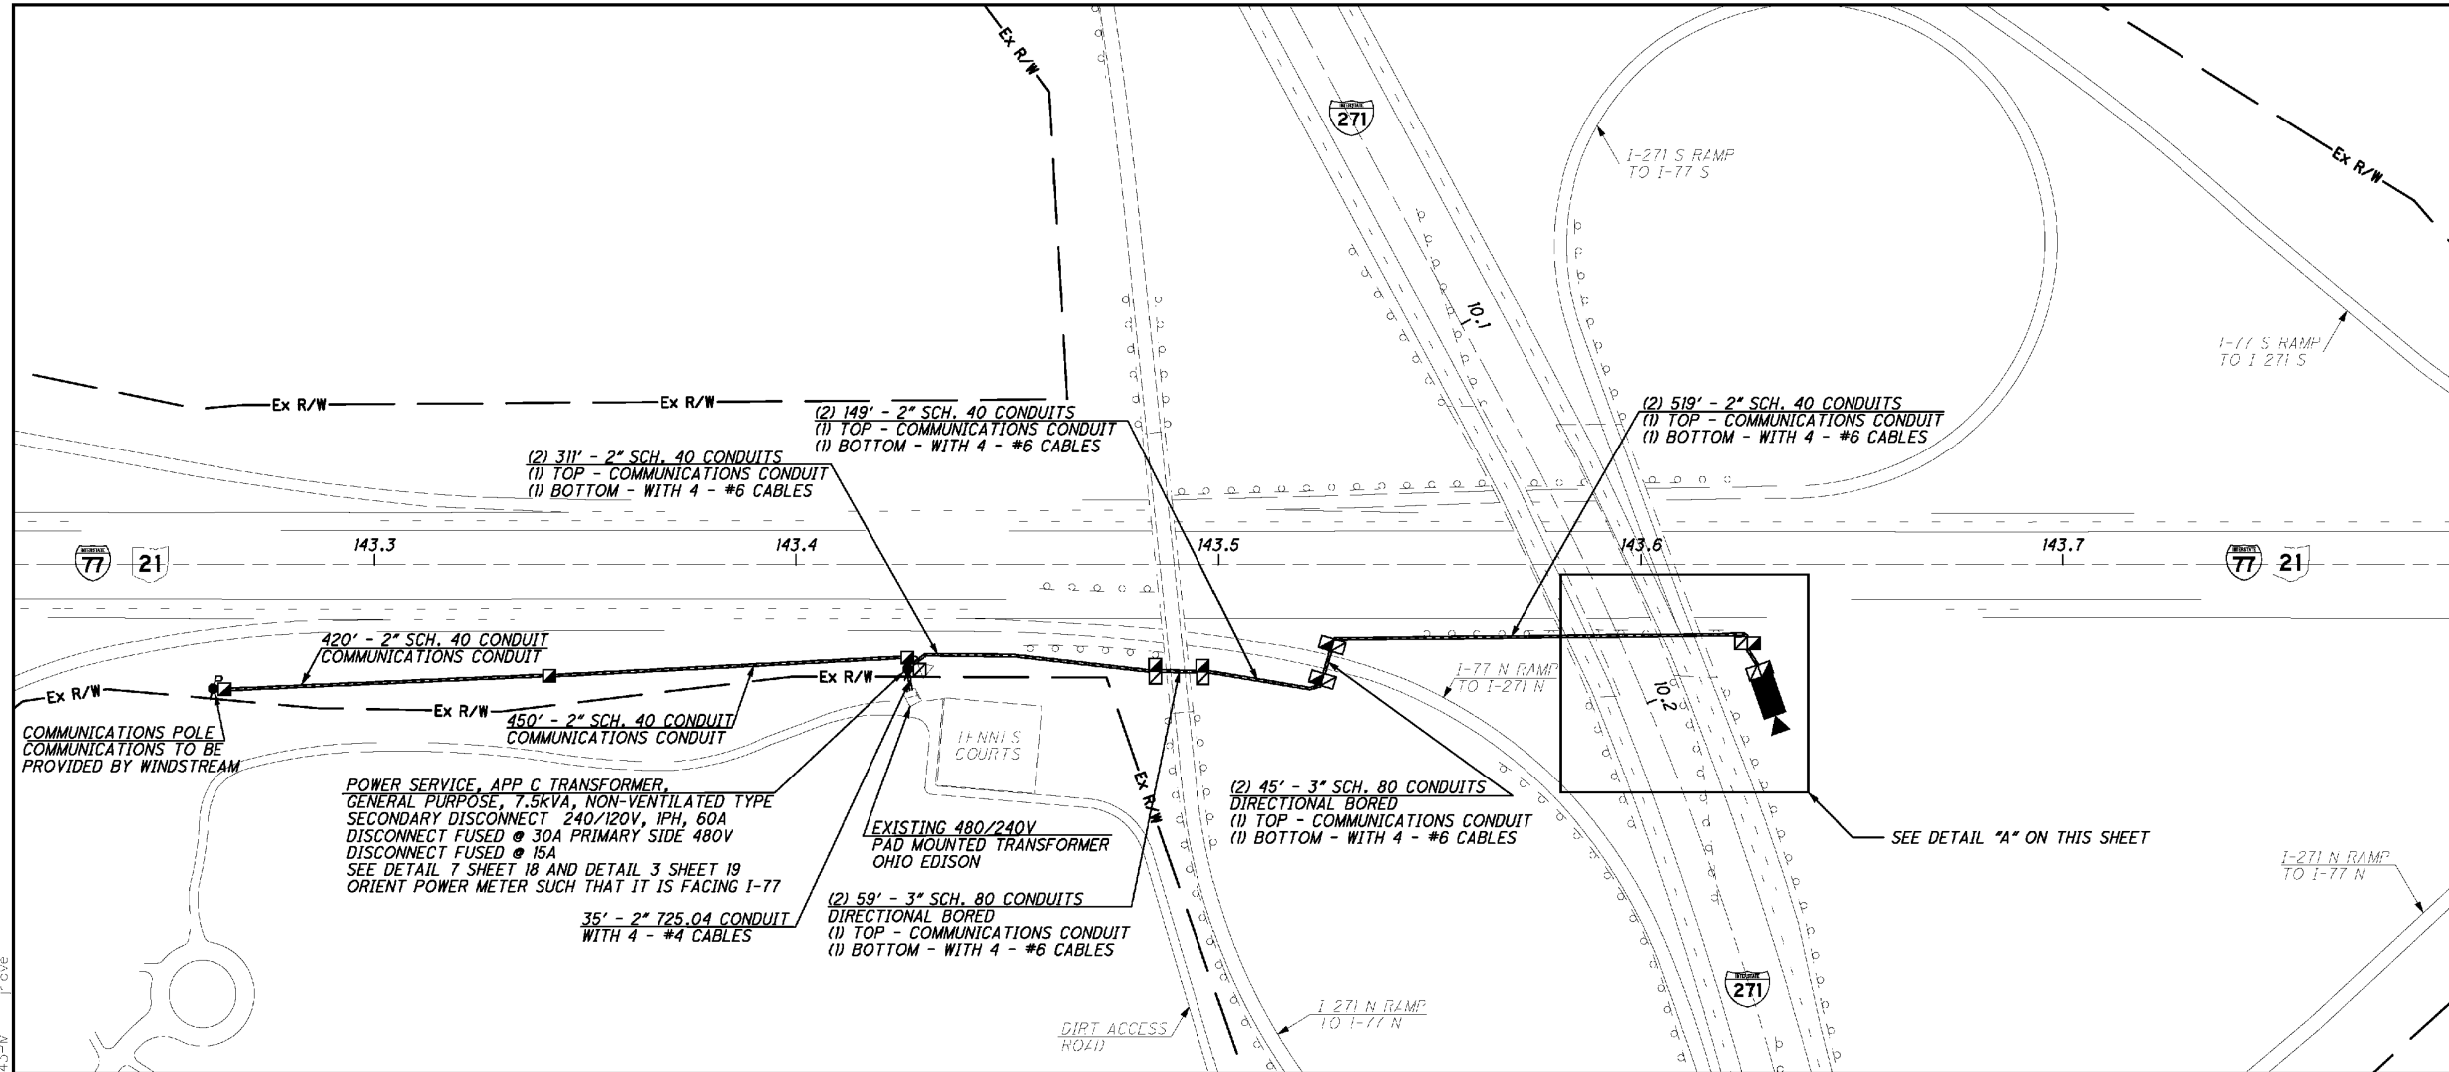 Ex R/W
271
I-271 S RAMP
TO I-77 S
Ex R/W
10.1
I-77 S RAMP
TO I 271 S
Ex R/W
Ex R/W
(2) 149' - 2" SCH. 40 CONDUITS
(1) TOP - COMMUNICATIONS CONDUIT
(1) BOTTOM - WITH 4 - #6 CABLES
(2) 519' - 2" SCH. 40 CONDUITS
(1) TOP - COMMUNICATIONS CONDUIT
(1) BOTTOM - WITH 4 - #6 CABLES
(2) 311' - 2" SCH. 40 CONDUITS
(1) TOP - COMMUNICATIONS CONDUIT
(1) BOTTOM - WITH 4 - #6 CABLES
143.3
143.4
143.5
143.6
143.7
77
21
77
21
420' - 2" SCH. 40 CONDUIT
COMMUNICATIONS CONDUIT
P
Ex R/W
Ex R/W
Ex R/W
I-77 N RAMP
TO I-271 N
10.2
450' - 2" SCH. 40 CONDUIT
COMMUNICATIONS CONDUIT
COMMUNICATIONS POLE
COMMUNICATIONS TO BE
PROVIDED BY WINDSTREAM
TENNIS
COURTS
Ex R/W
POWER SERVICE, APP C TRANSFORMER,
GENERAL PURPOSE, 7.5kVA, NON-VENTILATED TYPE
SECONDARY DISCONNECT 240/120V, 1PH, 60A
DISCONNECT FUSED @ 30A PRIMARY SIDE 480V
DISCONNECT FUSED @ 15A
SEE DETAIL 7 SHEET 18 AND DETAIL 3 SHEET 19
ORIENT POWER METER SUCH THAT IT IS FACING I-77
EXISTING 480/240V
PAD MOUNTED TRANSFORMER
OHIO EDISON
(2) 45' - 3" SCH. 80 CONDUITS
DIRECTIONAL BORED
(1) TOP - COMMUNICATIONS CONDUIT
(1) BOTTOM - WITH 4 - #6 CABLES
SEE DETAIL "A" ON THIS SHEET
I-271 N RAMP
TO I-77 N
35' - 2" 725.04 CONDUIT
WITH 4 - #4 CABLES
(2) 59' - 3" SCH. 80 CONDUITS
DIRECTIONAL BORED
(1) TOP - COMMUNICATIONS CONDUIT
(1) BOTTOM - WITH 4 - #6 CABLES
271
DIRT ACCESS
ROAD
I 271 N RAMP
TO I-77 N